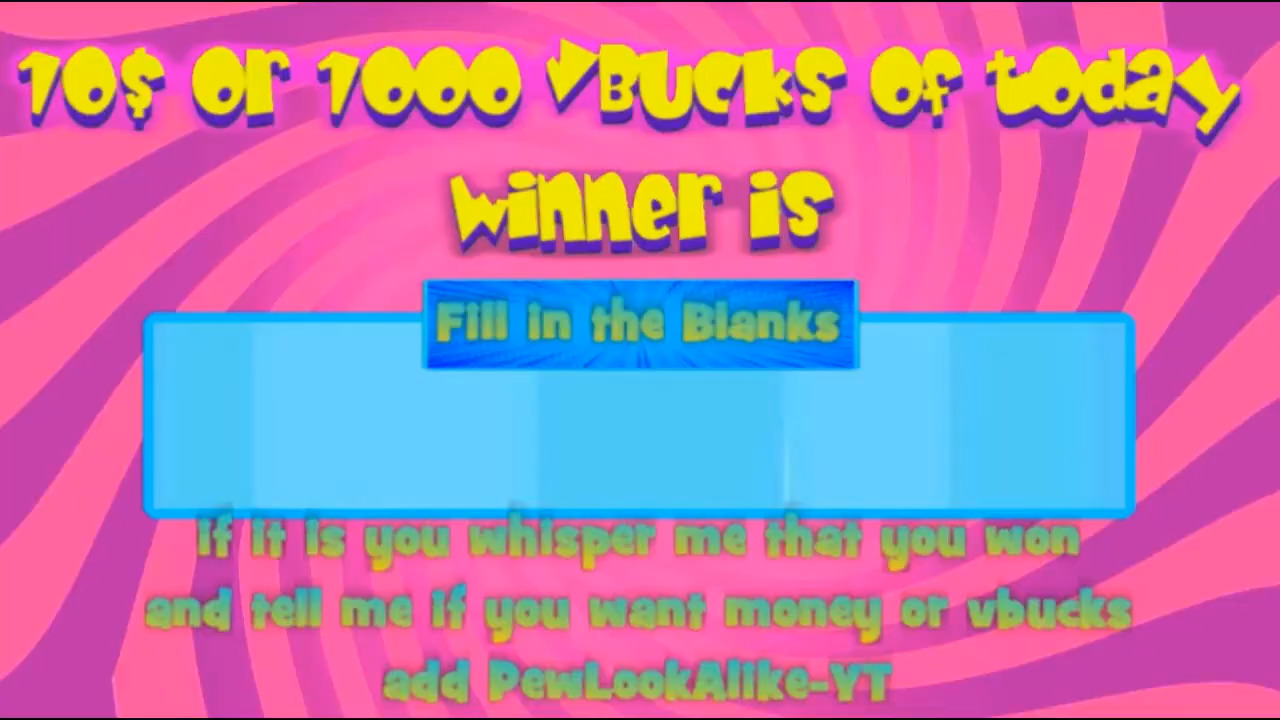 10$ or 1000 vBucks of today
winner is
Fill in the Blanks
if it is you whisper me that you won
and tell me if you want money or vbucks
add PewLookAlike-YT